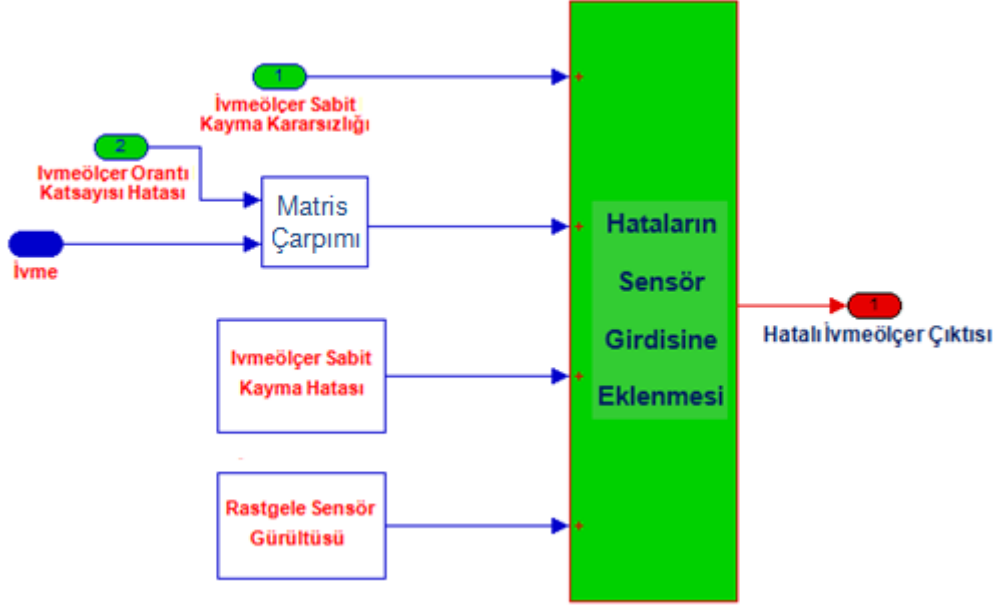 1
İvmeölçer Sabit
Kayma Kararsızlığı
2
Ivmeölçer Orantı
Katsayısı Hatası
İvme
Matris
Çarpımı
Ivmeölçer Sabit
Kayma Hatası
Rastgele Sensör
Gürültüsü
+
+
+
+
Hataların
Sensör
Girdisine
Eklenmesi
1
Hatalı İvmeölçer Çıktısı